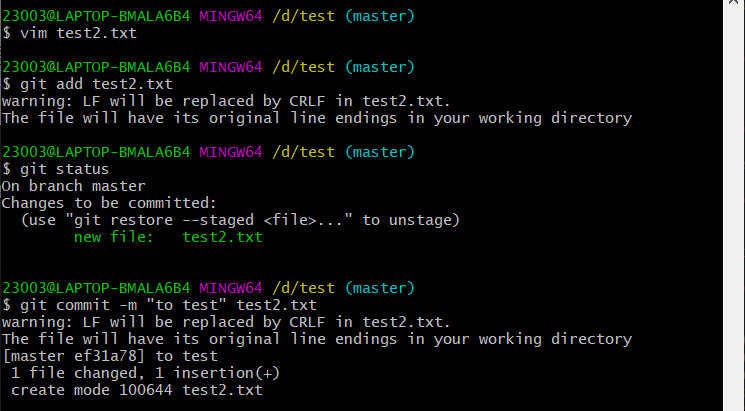 23003@LAPTOP-BMALA6B4 MINGW64 /d/test (master)
$ vim test2.txt
23003@LAPTOP-BMALA6B4 MINGW64 /d/test (master)
$ git add test2.txt
warning: LF will be replaced by CRLF in test2.txt.
The file will have its original line endings in your working directory
23003@LAPTOP-BMALA6B4 MINGW64 /d/test (master)
$ git status
On branch master
Changes to be committed:
  (use "git restore --staged <file>..." to unstage)
        new file:   test2.txt
23003@LAPTOP-BMALA6B4 MINGW64 /d/test (master)
$ git commit -m "to test" test2.txt
warning: LF will be replaced by CRLF in test2.txt.
The file will have its original line endings in your working directory
[master ef31a78] to test
 1 file changed, 1 insertion(+)
 create mode 100644 test2.txt